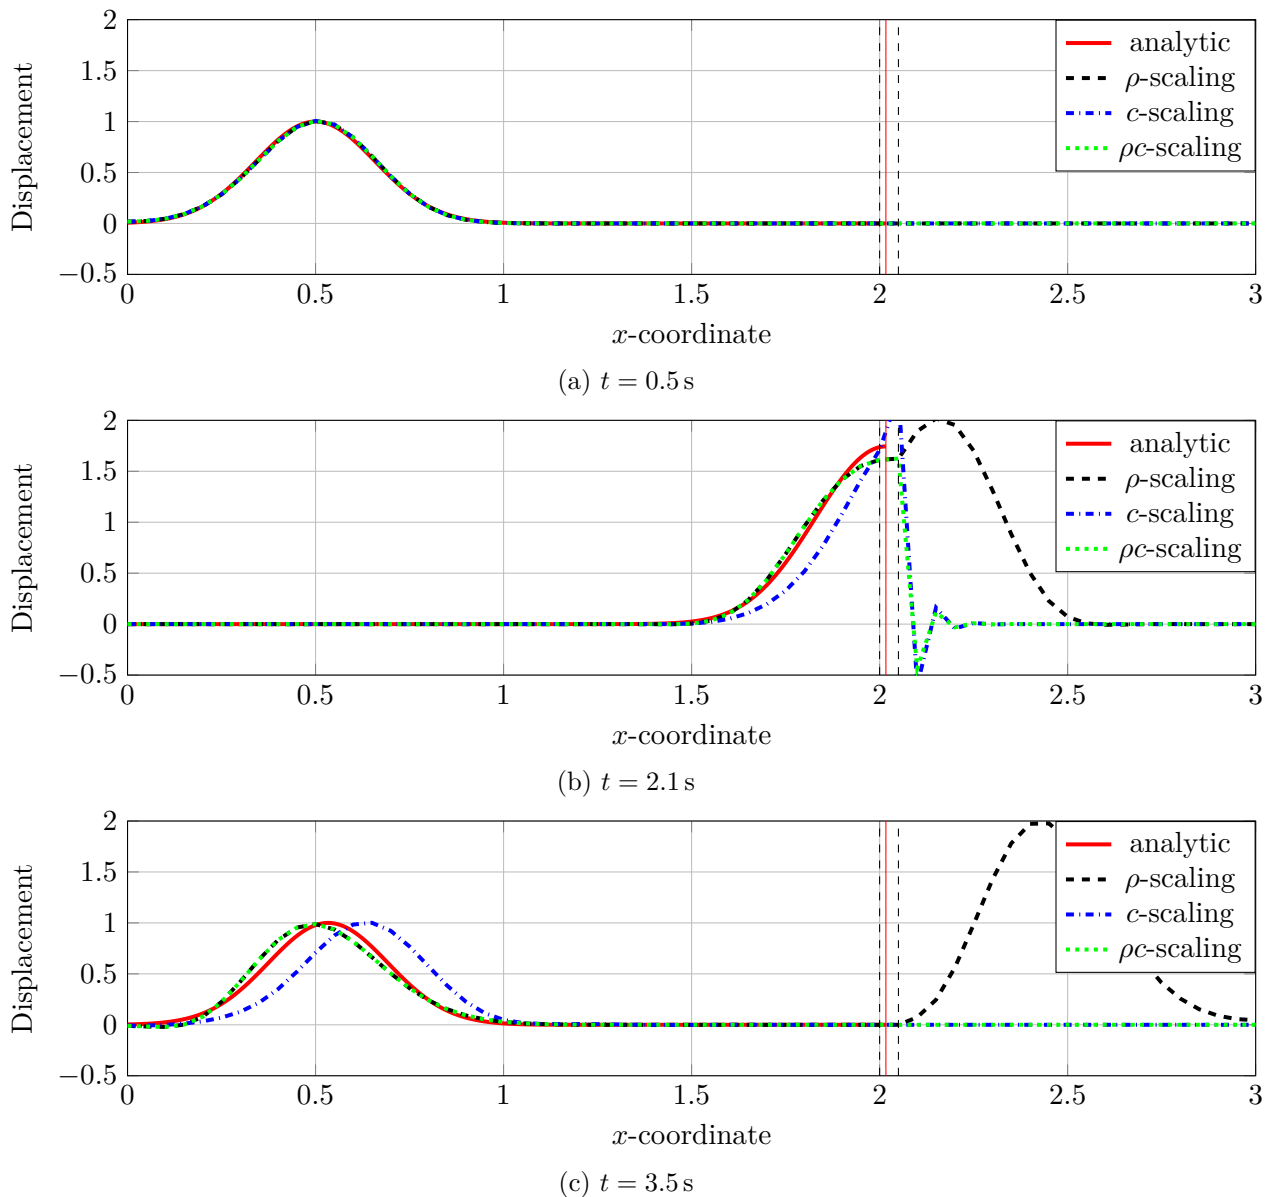 2
1.5
1
0.5
0
−0.5
Displacement
0
0.5
1
1.5
2
2.5
3
x-coordinate
analytic
ρ-scaling
c-scaling
ρc-scaling
(a) t = 0.5 s
2
1.5
1
0.5
0
−0.5
Displacement
0
0.5
1
1.5
2
2.5
3
x-coordinate
analytic
ρ-scaling
c-scaling
ρc-scaling
(b) t = 2.1 s
2
1.5
1
0.5
0
−0.5
Displacement
0
0.5
1
1.5
2
2.5
3
x-coordinate
analytic
ρ-scaling
c-scaling
ρc-scaling
(c) t = 3.5 s